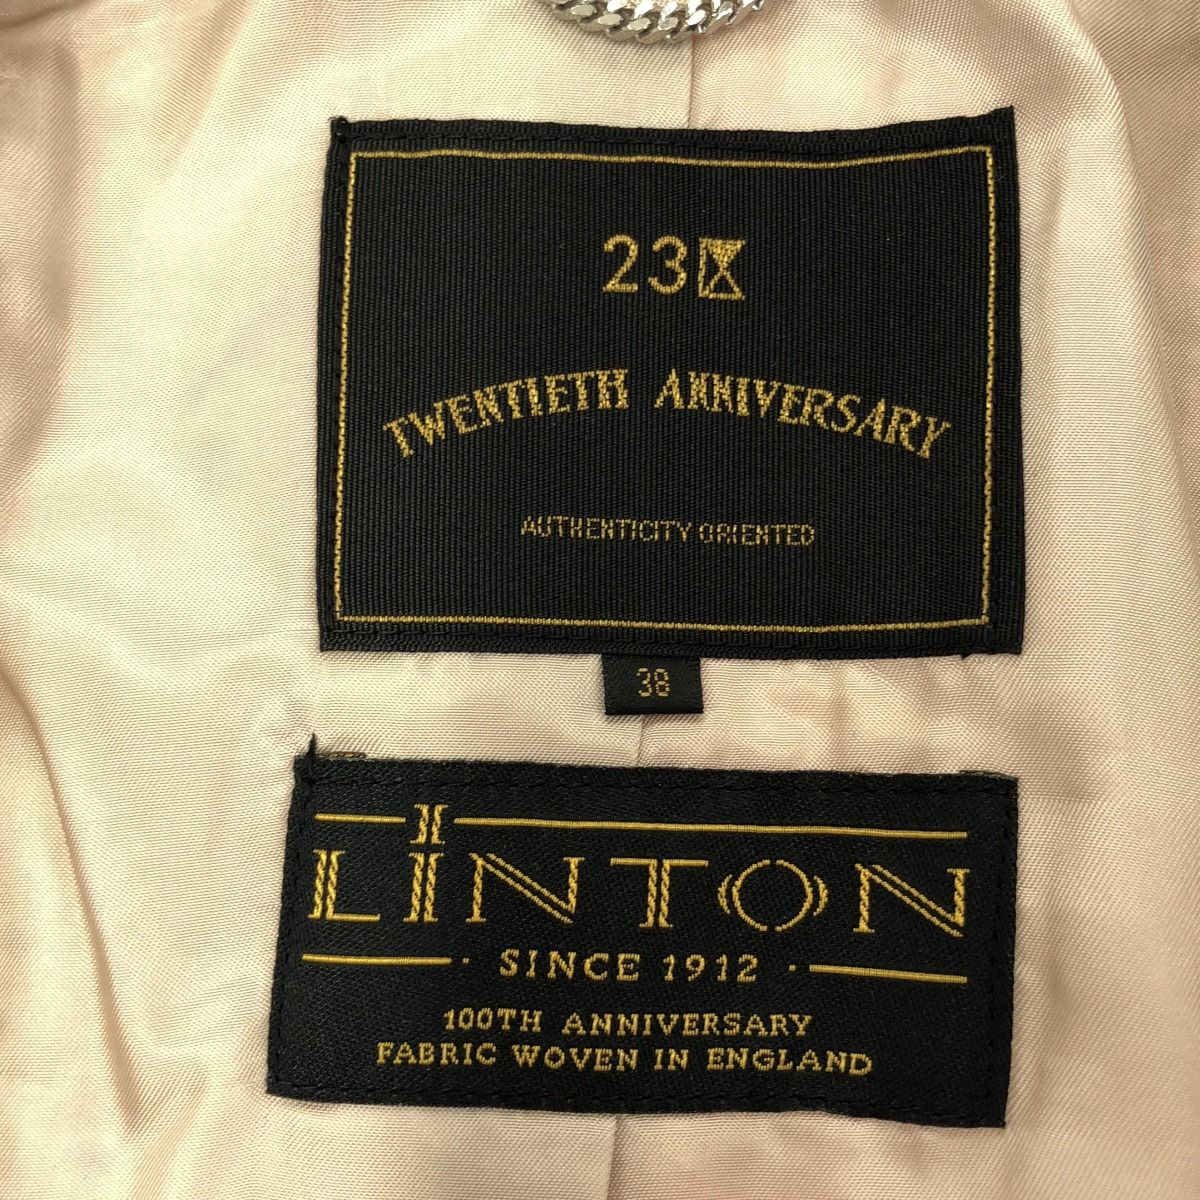 23区
TWENTIETH ANNIVERSARY
AUTHENTICITY ORIENTED
38
LINTON
· SINCE 1912 ·
100TH ANNIVERSARY
FABRIC WOVEN IN ENGLAND